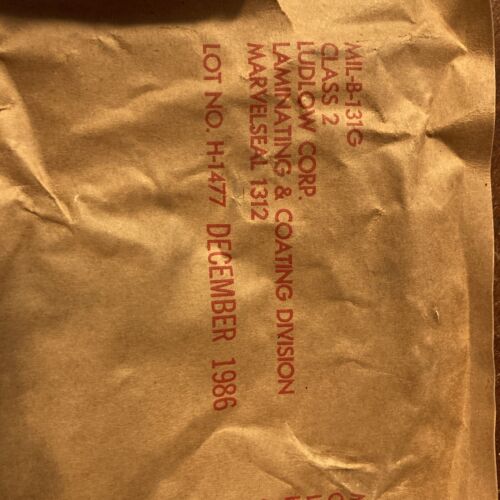 MIL-B-131G
CLASS 2
LUDLOW CORP.
LAMINATING & COATING DIVISION
MARVELSEAL 1312
LOT NO. H-1477 DECEMBER 1986